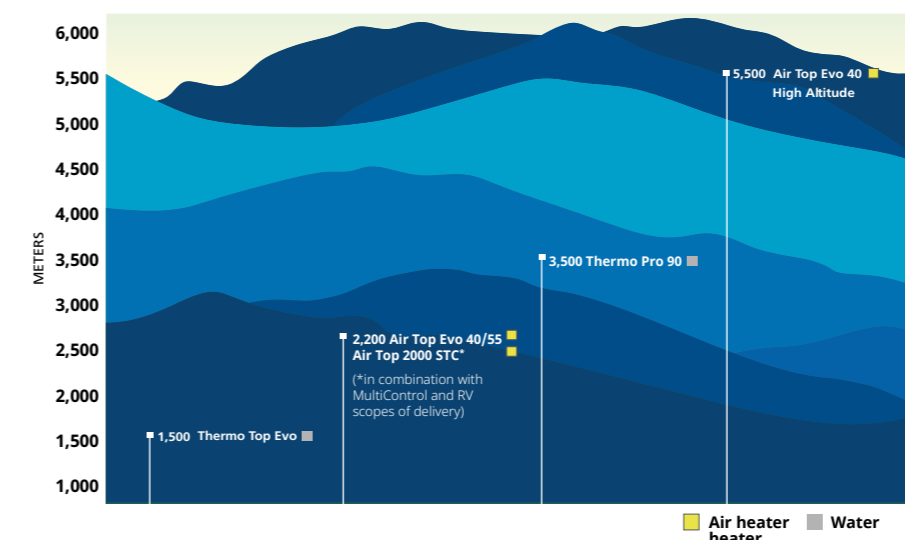 6,000
5,500
5,000
4,500
4,000
3,500
3,000
2,500
2,000
1,500
1,000
METERS
5,500 Air Top Evo 40
High Altitude
3,500 Thermo Pro 90
2,200 Air Top Evo 40/55
Air Top 2000 STC*
(*in combination with
MultiControl and RV
scopes of delivery)
1,500 Thermo Top Evo
Air heater Water
heater